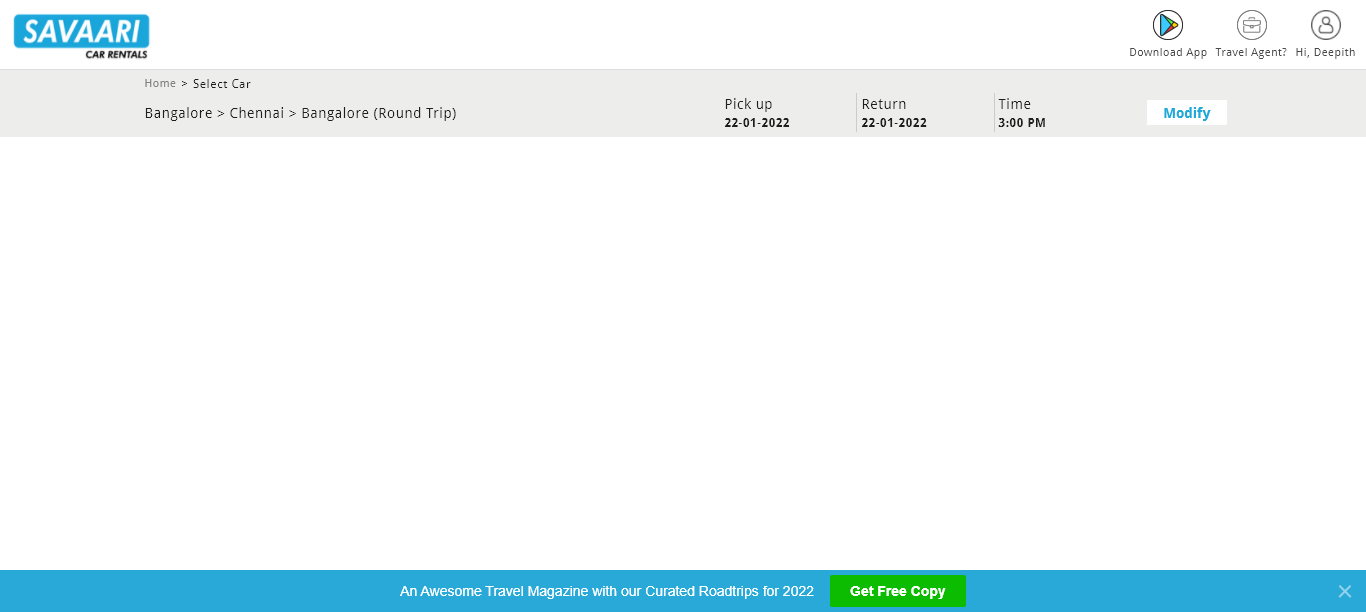 SAVAARI
CAR RENTALS
Download App
Travel Agent?
Hi, Deepith
Home > Select Car
Bangalore > Chennai > Bangalore (Round Trip)
Pick up
22-01-2022
Return
22-01-2022
Time
3:00 PM
Modify
An Awesome Travel Magazine with our Curated Roadtrips for 2022
Get Free Copy